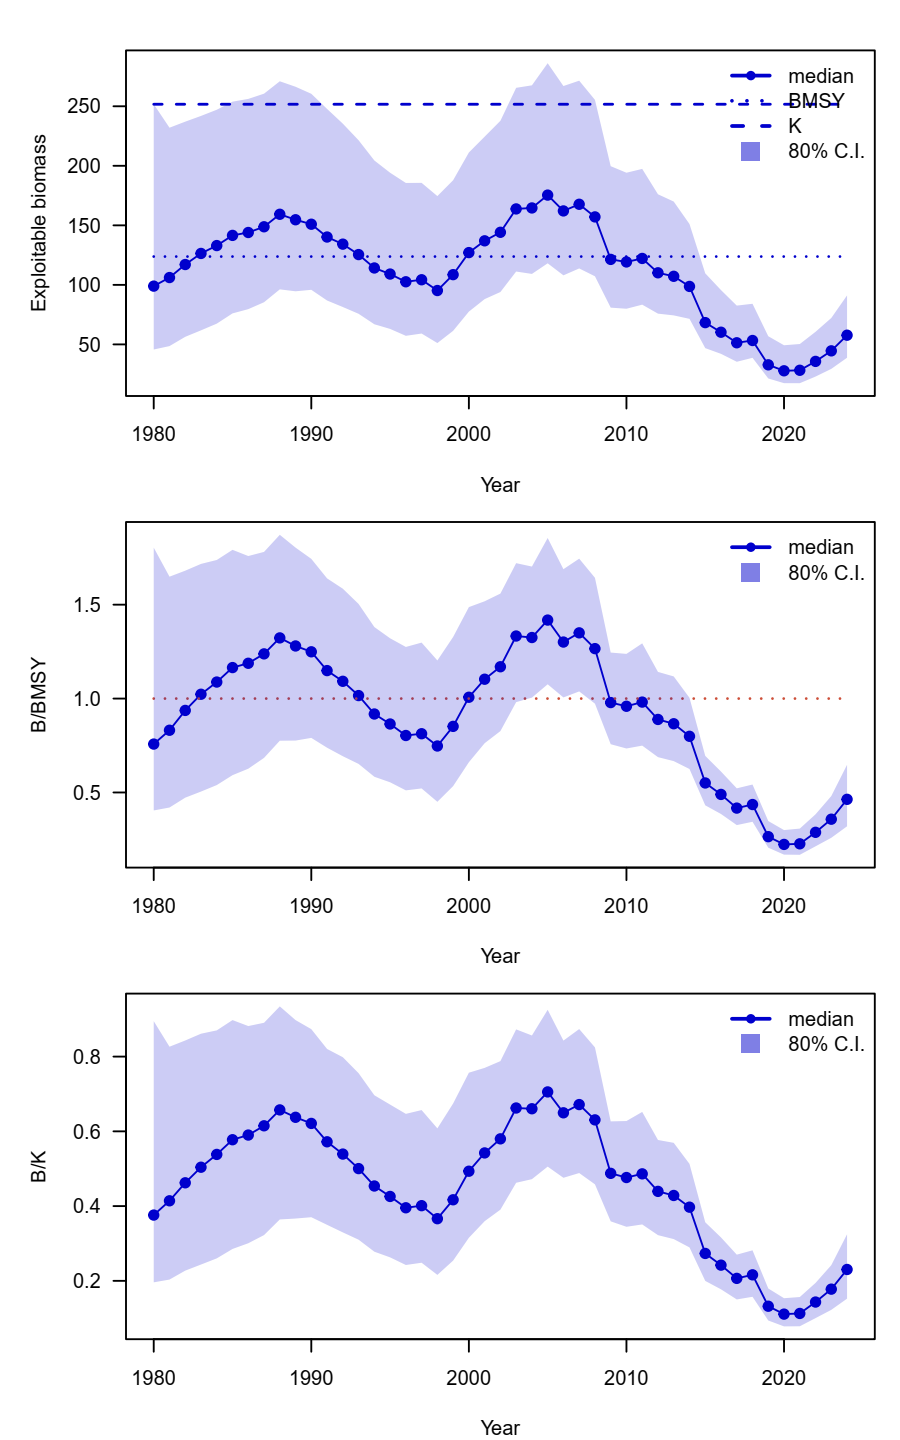 Exploitable biomass
250
200
150
100
50
median
BMSY
K
80% C.I.
1980 1990 2000 2010 2020
Year
B/BMSY
1.5
1.0
0.5
median
80% C.I.
1980 1990 2000 2010 2020
Year
B/K
0.8
0.6
0.4
0.2
median
80% C.I.
1980 1990 2000 2010 2020
Year